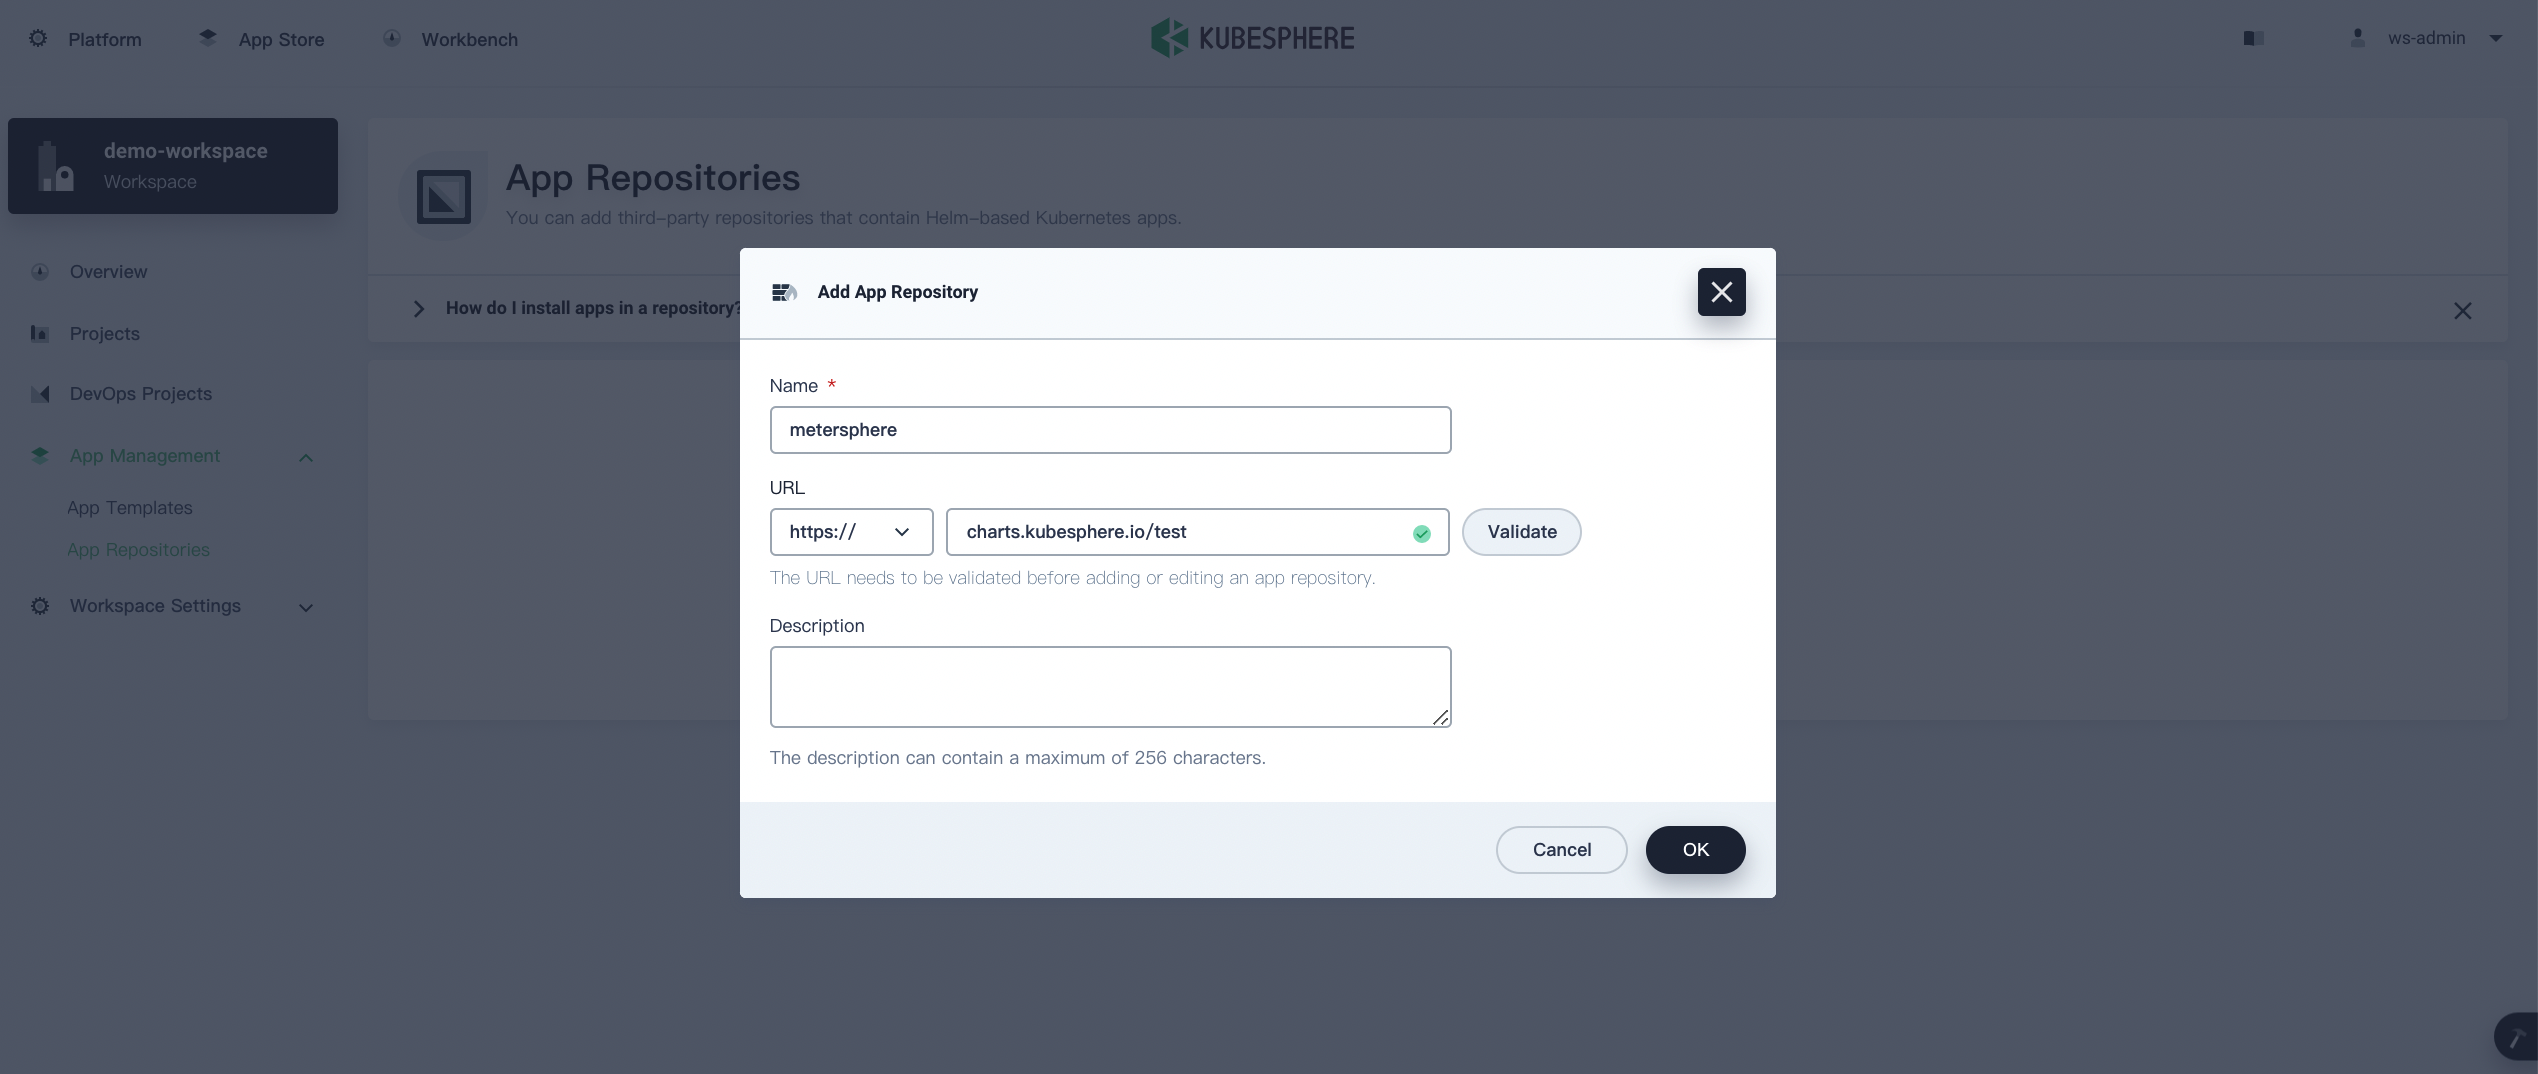 Platform
App Store
Workbench
KUBESPHERE
ws-admin
demo-workspace
Workspace
Overview
Projects
DevOps Projects
App Management
App Templates
App Repositories
Workspace Settings
App Repositories
You can add third-party repositories that contain Helm-based Kubernetes apps.
How do I install apps in a repository?
Add App Repository
Name *
metersphere
URL
https://
charts.kubesphere.io/test
Validate
The URL needs to be validated before adding or editing an app repository.
Description
The description can contain a maximum of 256 characters.
Cancel
OK